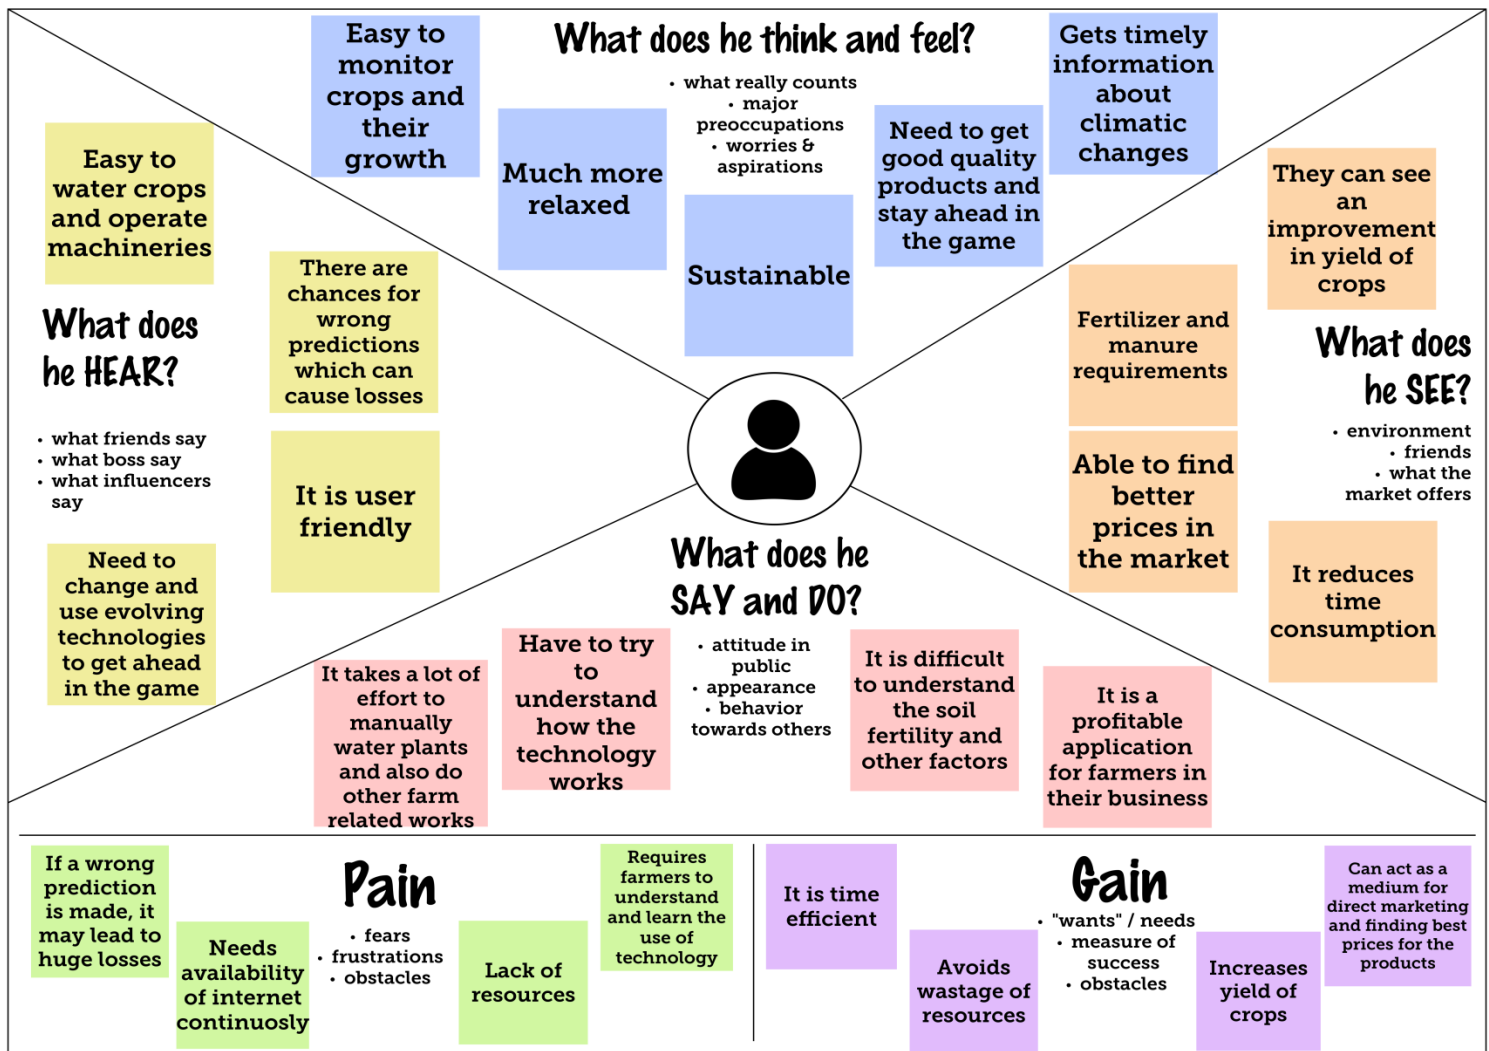 What does he think and feel?
• what really counts
• major
preoccupations
• worries &
aspirations
Easy to
monitor
crops and
their
growth
Much more
relaxed
Sustainable
Need to get
good quality
products and
stay ahead in
the game
Gets timely
information
about
climatic
changes
Easy to
water crops
and operate
machineries
There are
chances for
wrong
predictions
which can
cause losses
What does
he HEAR?
• what friends say
• what boss say
• what influencers
say
It is user
friendly
Need to
change and
use evolving
technologies
to get ahead
in the game
They can see
an
improvement
in yield of
crops
Fertilizer and
manure
requirements
What does
he SEE?
• environment
• friends
• what the
market offers
Able to find
better
prices in
the market
It reduces
time
consumption
What does he
SAY and DO?
• attitude in
public
• appearance
• behavior
towards others
It takes a lot of
effort to
manually
water plants
and also do
other farm
related works
Have to try
to
understand
how the
technology
works
It is difficult
to understand
the soil
fertility and
other factors
It is a
profitable
application
for farmers in
their business
Pain
• fears
• frustrations
• obstacles
If a wrong
prediction
is made, it
may lead to
huge losses
Needs
availability
of internet
continuosly
Lack of
resources
Requires
farmers to
understand
and learn the
use of
technology
Gain
• "wants" / needs
• measure of
success
• obstacles
It is time
efficient
Avoids
wastage of
resources
Increases
yield of
crops
Can act as a
medium for
direct marketing
and finding best
prices for the
products